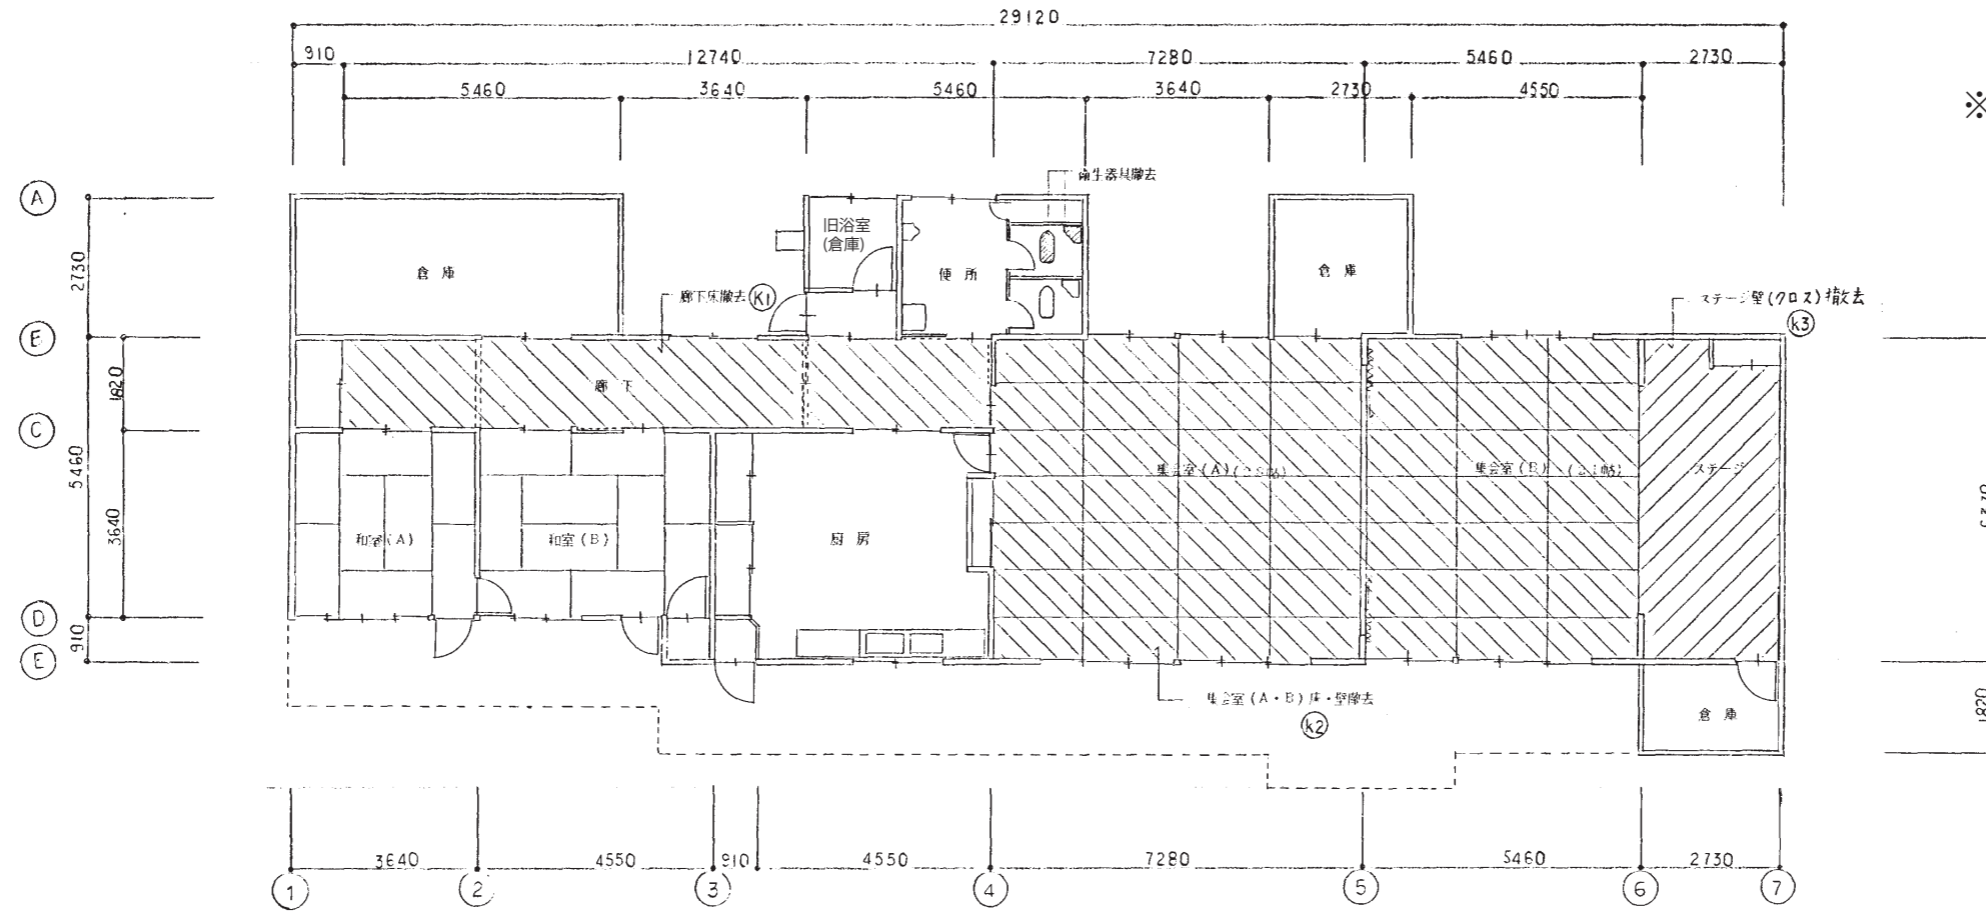 29120
910 12740 7280 5460 2730
5460 3640 5460 3640 2730 4550
※
衛生器具撤去
A
旧浴室
(倉庫)
倉庫
便所
倉庫
2730
廊下床撤去 K1
ステージ壁(クロス)撤去
k3
B
1820
廊下
C
5460
集会室(A)
集会室(B) (21帖)
ステージ
3640
和室(A)
和室(B)
厨房
D
910
E
集会室(A・B)床・壁撤去
k2
倉庫
1820
3640 4550 910 4550 7280 5460 2730
1 2 3 4 5 6 7